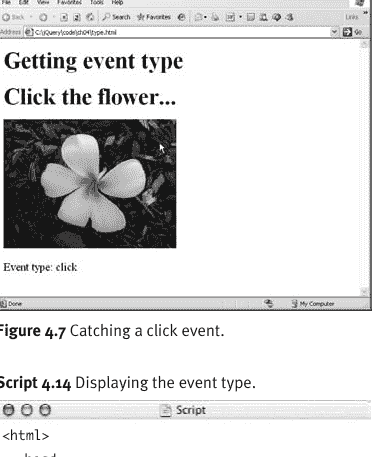 File Edit View Favorites Tools Help
Back Search Favorites
Address C:\jQuery\code\ch04\type.html Go
Links
Getting event type
Click the flower...
Event type: click
Done My Computer
Figure 4.7 Catching a click event.
Script 4.14 Displaying the event type.
Script
<html>
<head>